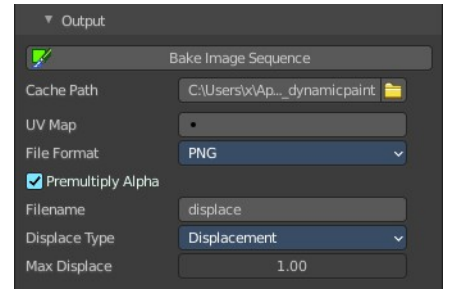 Output
Bake Image Sequence
Cache Path C:\Users\x\Ap..._dynamicpaint
UV Map
File Format PNG
Premultiply Alpha
Filename displace
Displace Type Displacement
Max Displace 1.00